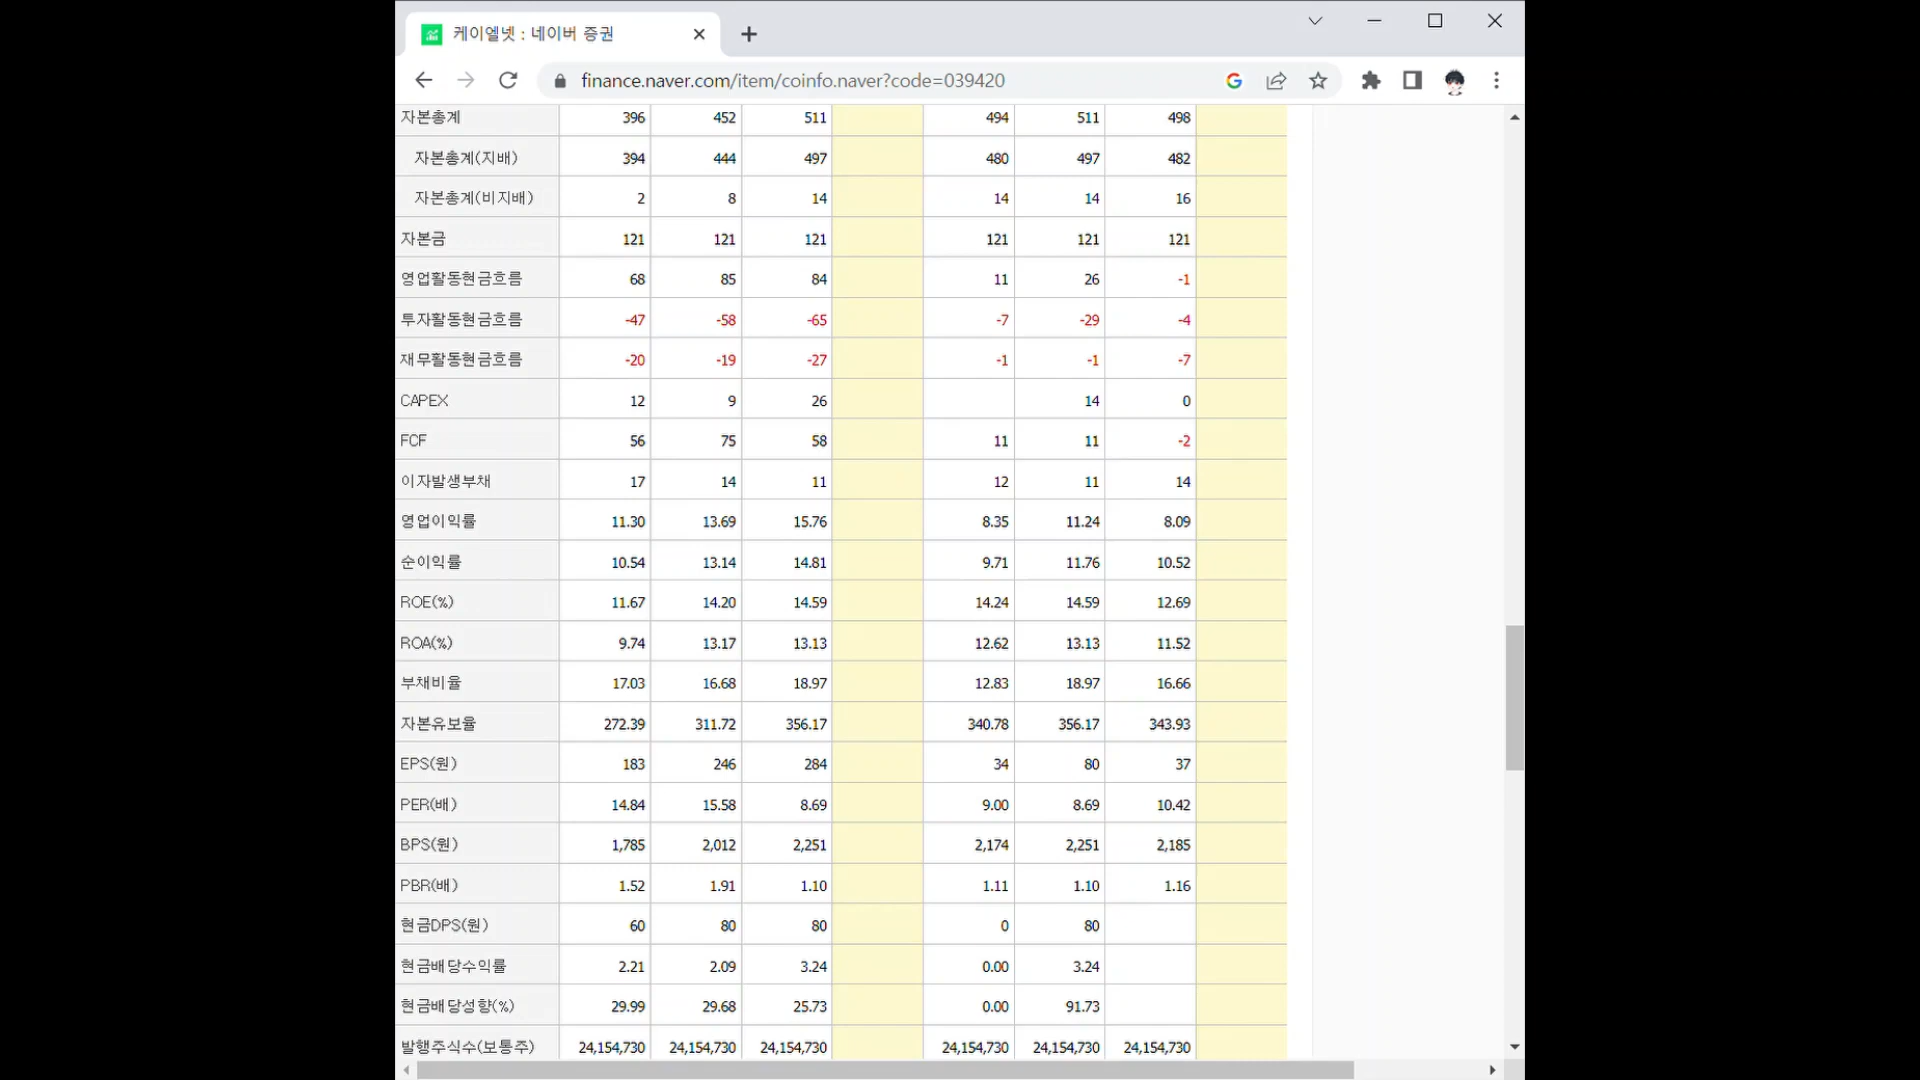 케이엘넷 : 네이버 증권
finance.naver.com/item/coinfo.naver?code=039420
자본총계 396 452 511 494 511 498
자본총계(지배) 394 444 497 480 497 482
자본총계(비지배) 2 8 14 14 14 16
자본금 121 121 121 121 121 121
영업활동현금흐름 68 85 84 11 26 -1
투자활동현금흐름 -47 -58 -65 -7 -29 -4
재무활동현금흐름 -20 -19 -27 -1 -1 -7
CAPEX 12 9 26 14 0
FCF 56 75 58 11 11 -2
이자발생부채 17 14 11 12 11 14
영업이익률 11.30 13.69 15.76 8.35 11.24 8.09
순이익률 10.54 13.14 14.81 9.71 11.76 10.52
ROE(%) 11.67 14.20 14.59 14.24 14.59 12.69
ROA(%) 9.74 13.17 13.13 12.62 13.13 11.52
부채비율 17.03 16.68 18.97 12.83 18.97 16.66
자본유보율 272.39 311.72 356.17 340.78 356.17 343.93
EPS(원) 183 246 284 34 80 37
PER(배) 14.84 15.58 8.69 9.00 8.69 10.42
BPS(원) 1,785 2,012 2,251 2,174 2,251 2,185
PBR(배) 1.52 1.91 1.10 1.11 1.10 1.16
현금DPS(원) 60 80 80 0 80
현금배당수익률 2.21 2.09 3.24 0.00 3.24
현금배당성향(%) 29.99 29.68 25.73 0.00 91.73
발행주식수(보통주) 24,154,730 24,154,730 24,154,730 24,154,730 24,154,730 24,154,730